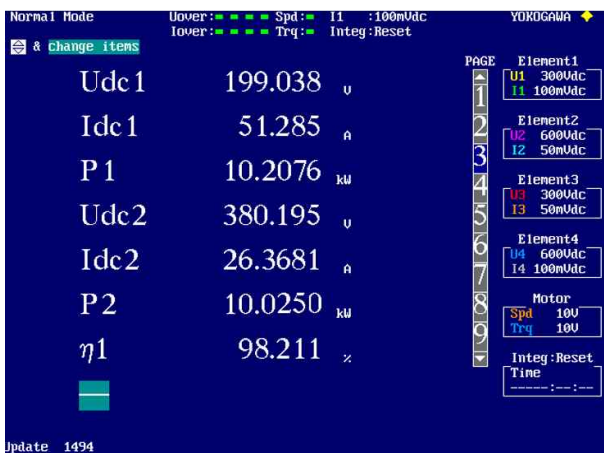 Normal Mode
Uover: Spd: I1 :100mVdc
Iover: Trq: Integ:Reset
YOKOGAWA
& change items
Udc1 199.038 V
Idc1 51.285 A
P1 10.2076 kW
Udc2 380.195 V
Idc2 26.3681 A
P2 10.0250 kW
η1 98.211 %
PAGE
1
2
3
4
5
6
7
8
9
Element1
U1 300Vdc
I1 100mVdc
Element2
U2 600Vdc
I2 50mVdc
Element3
U3 300Vdc
I3 50mVdc
Element4
U4 600Vdc
I4 100mVdc
Motor
Spd 10V
Trq 10V
Integ:Reset
Time
-----:--:--
Update 1494